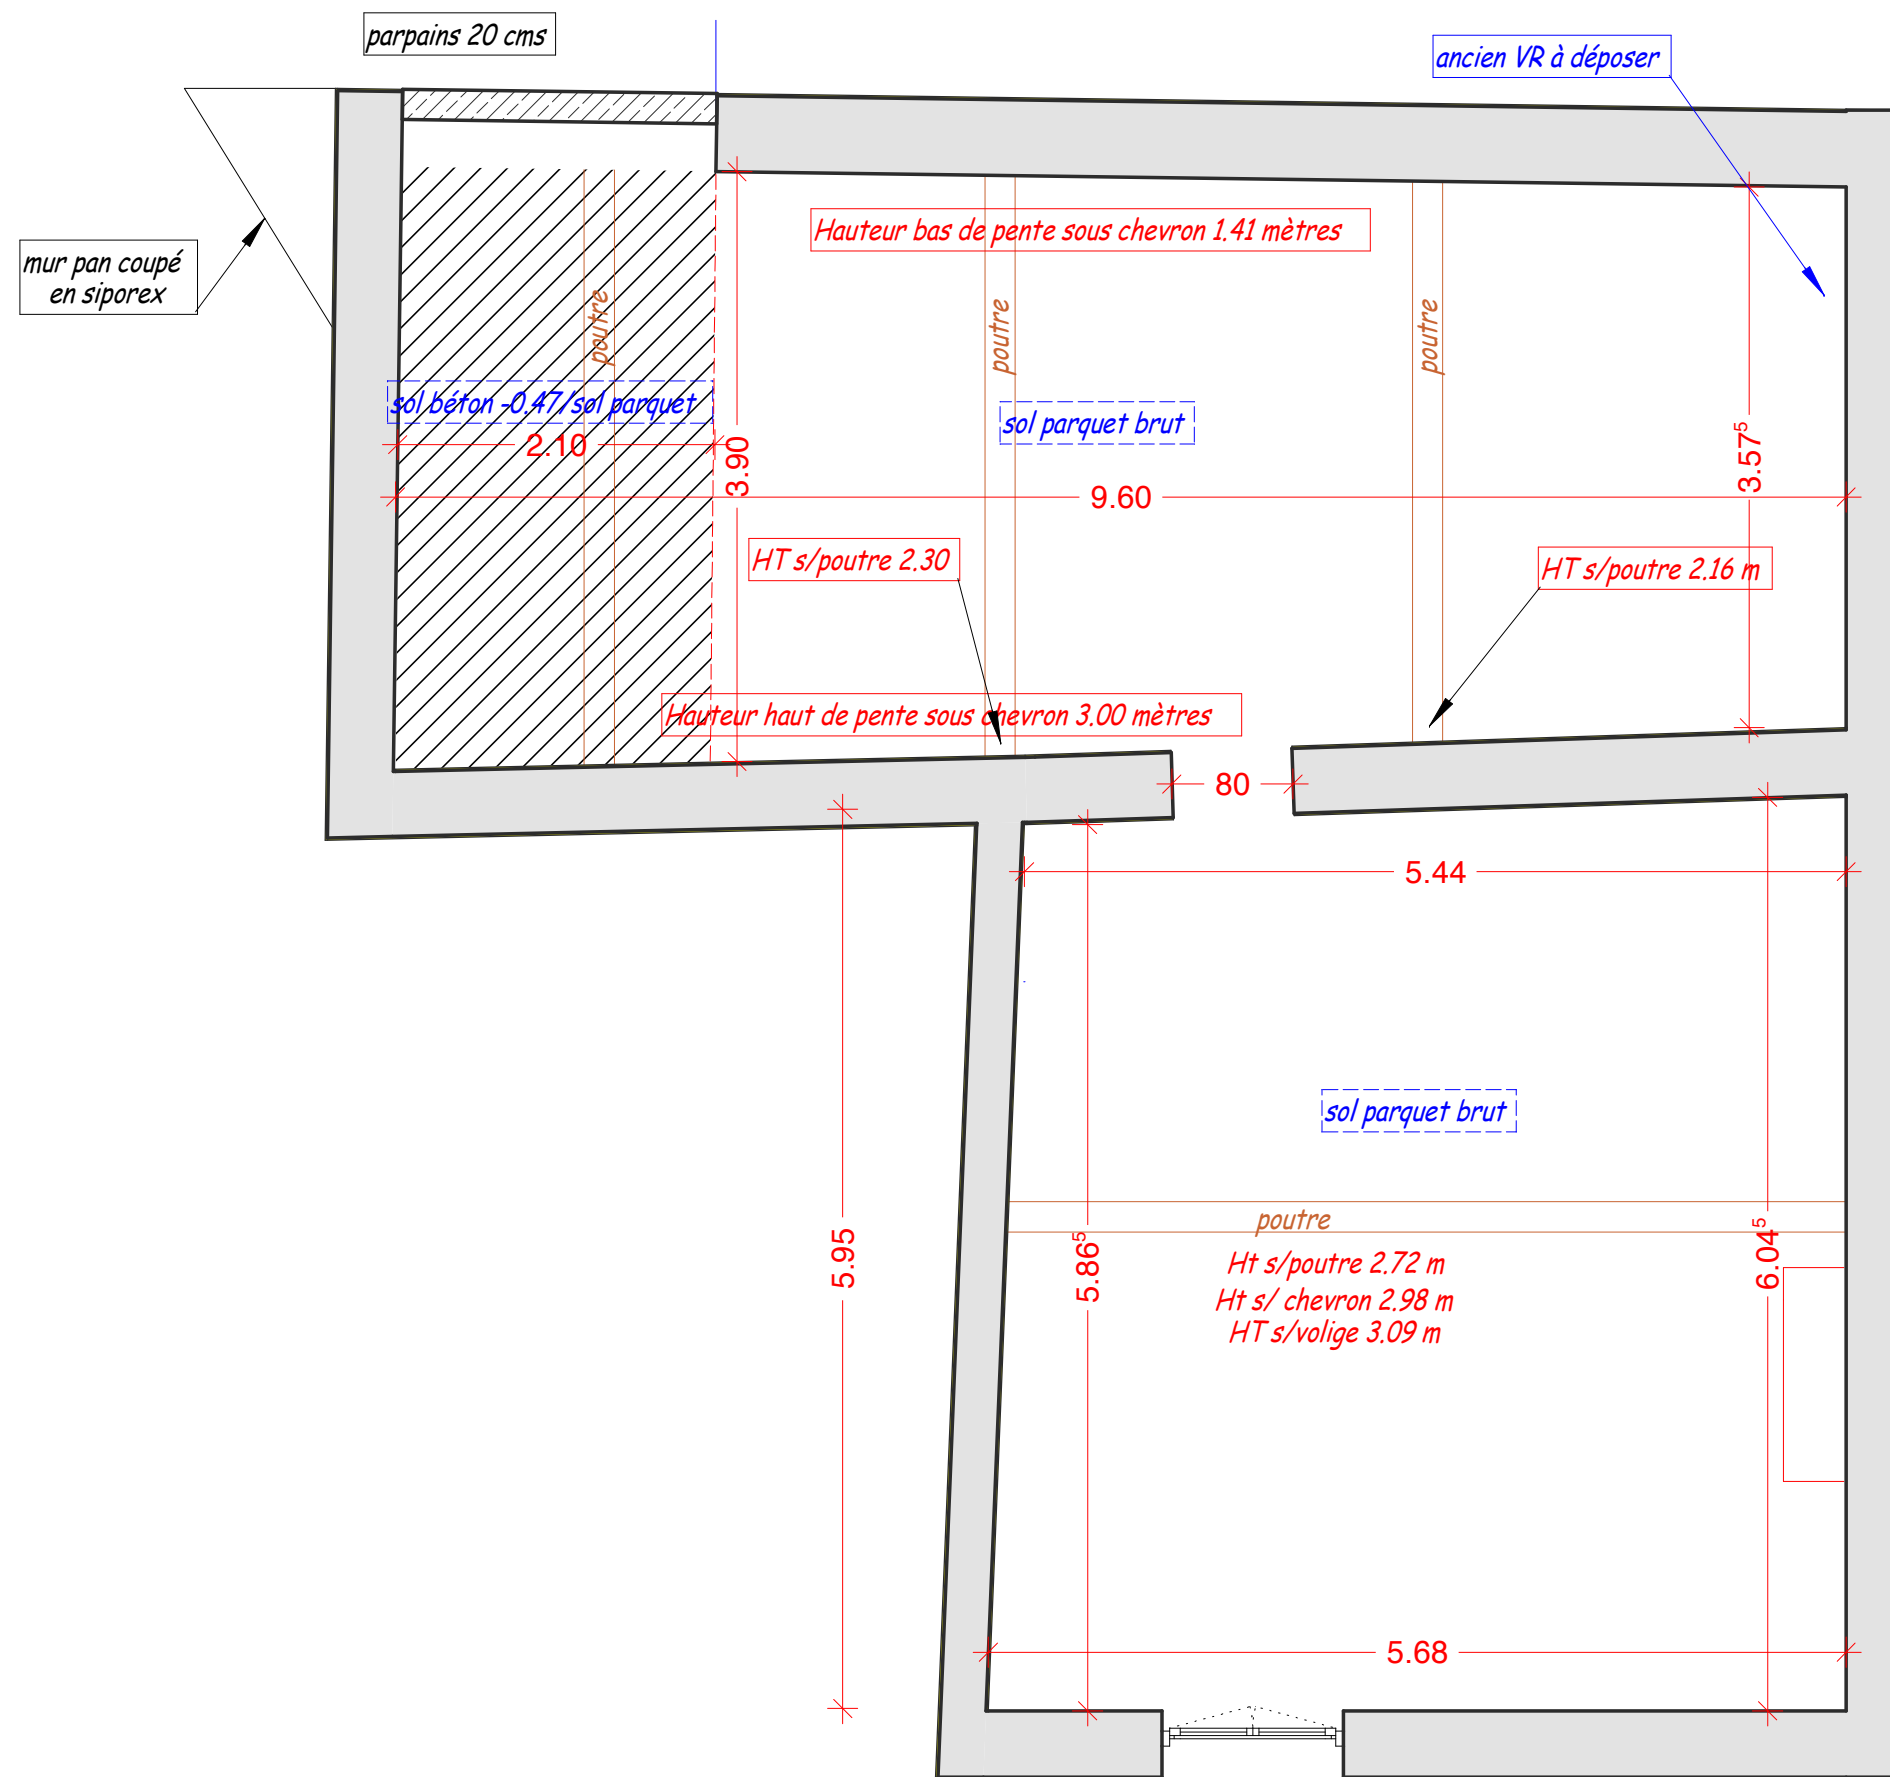 parpains 20 cms
ancien VR à déposer
mur pan coupé
en siporex
Hauteur bas de pente sous chevron 1.41 mètres
poutre
poutre
poutre
sol béton -0.47/sol parquet
sol parquet brut
2.10
3.90
3.57⁵
9.60
HT s/poutre 2.30
HT s/poutre 2.16 m
Hauteur haut de pente sous chevron 3.00 mètres
80
5.44
sol parquet brut
poutre
5.95
5.86⁵
6.04⁵
Ht s/poutre 2.72 m
Ht s/ chevron 2.98 m
HT s/volige 3.09 m
5.68